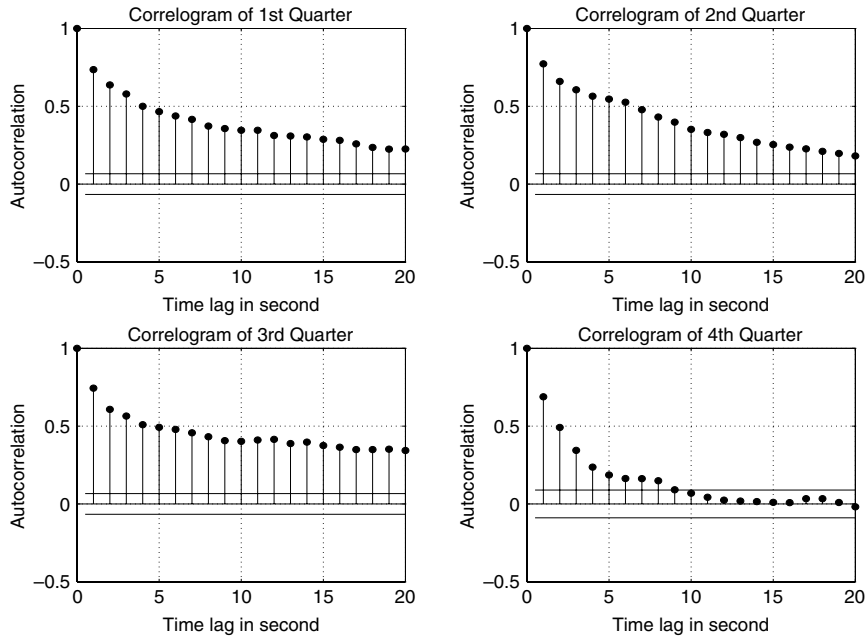 Correlogram of 1st Quarter
1
0.5
0
–0.5
Autocorrelation
0 5 10 15 20
Time lag in second
Correlogram of 2nd Quarter
1
0.5
0
–0.5
Autocorrelation
0 5 10 15 20
Time lag in second
Correlogram of 3rd Quarter
1
0.5
0
–0.5
Autocorrelation
0 5 10 15 20
Time lag in second
Correlogram of 4th Quarter
1
0.5
0
–0.5
Autocorrelation
0 5 10 15 20
Time lag in second